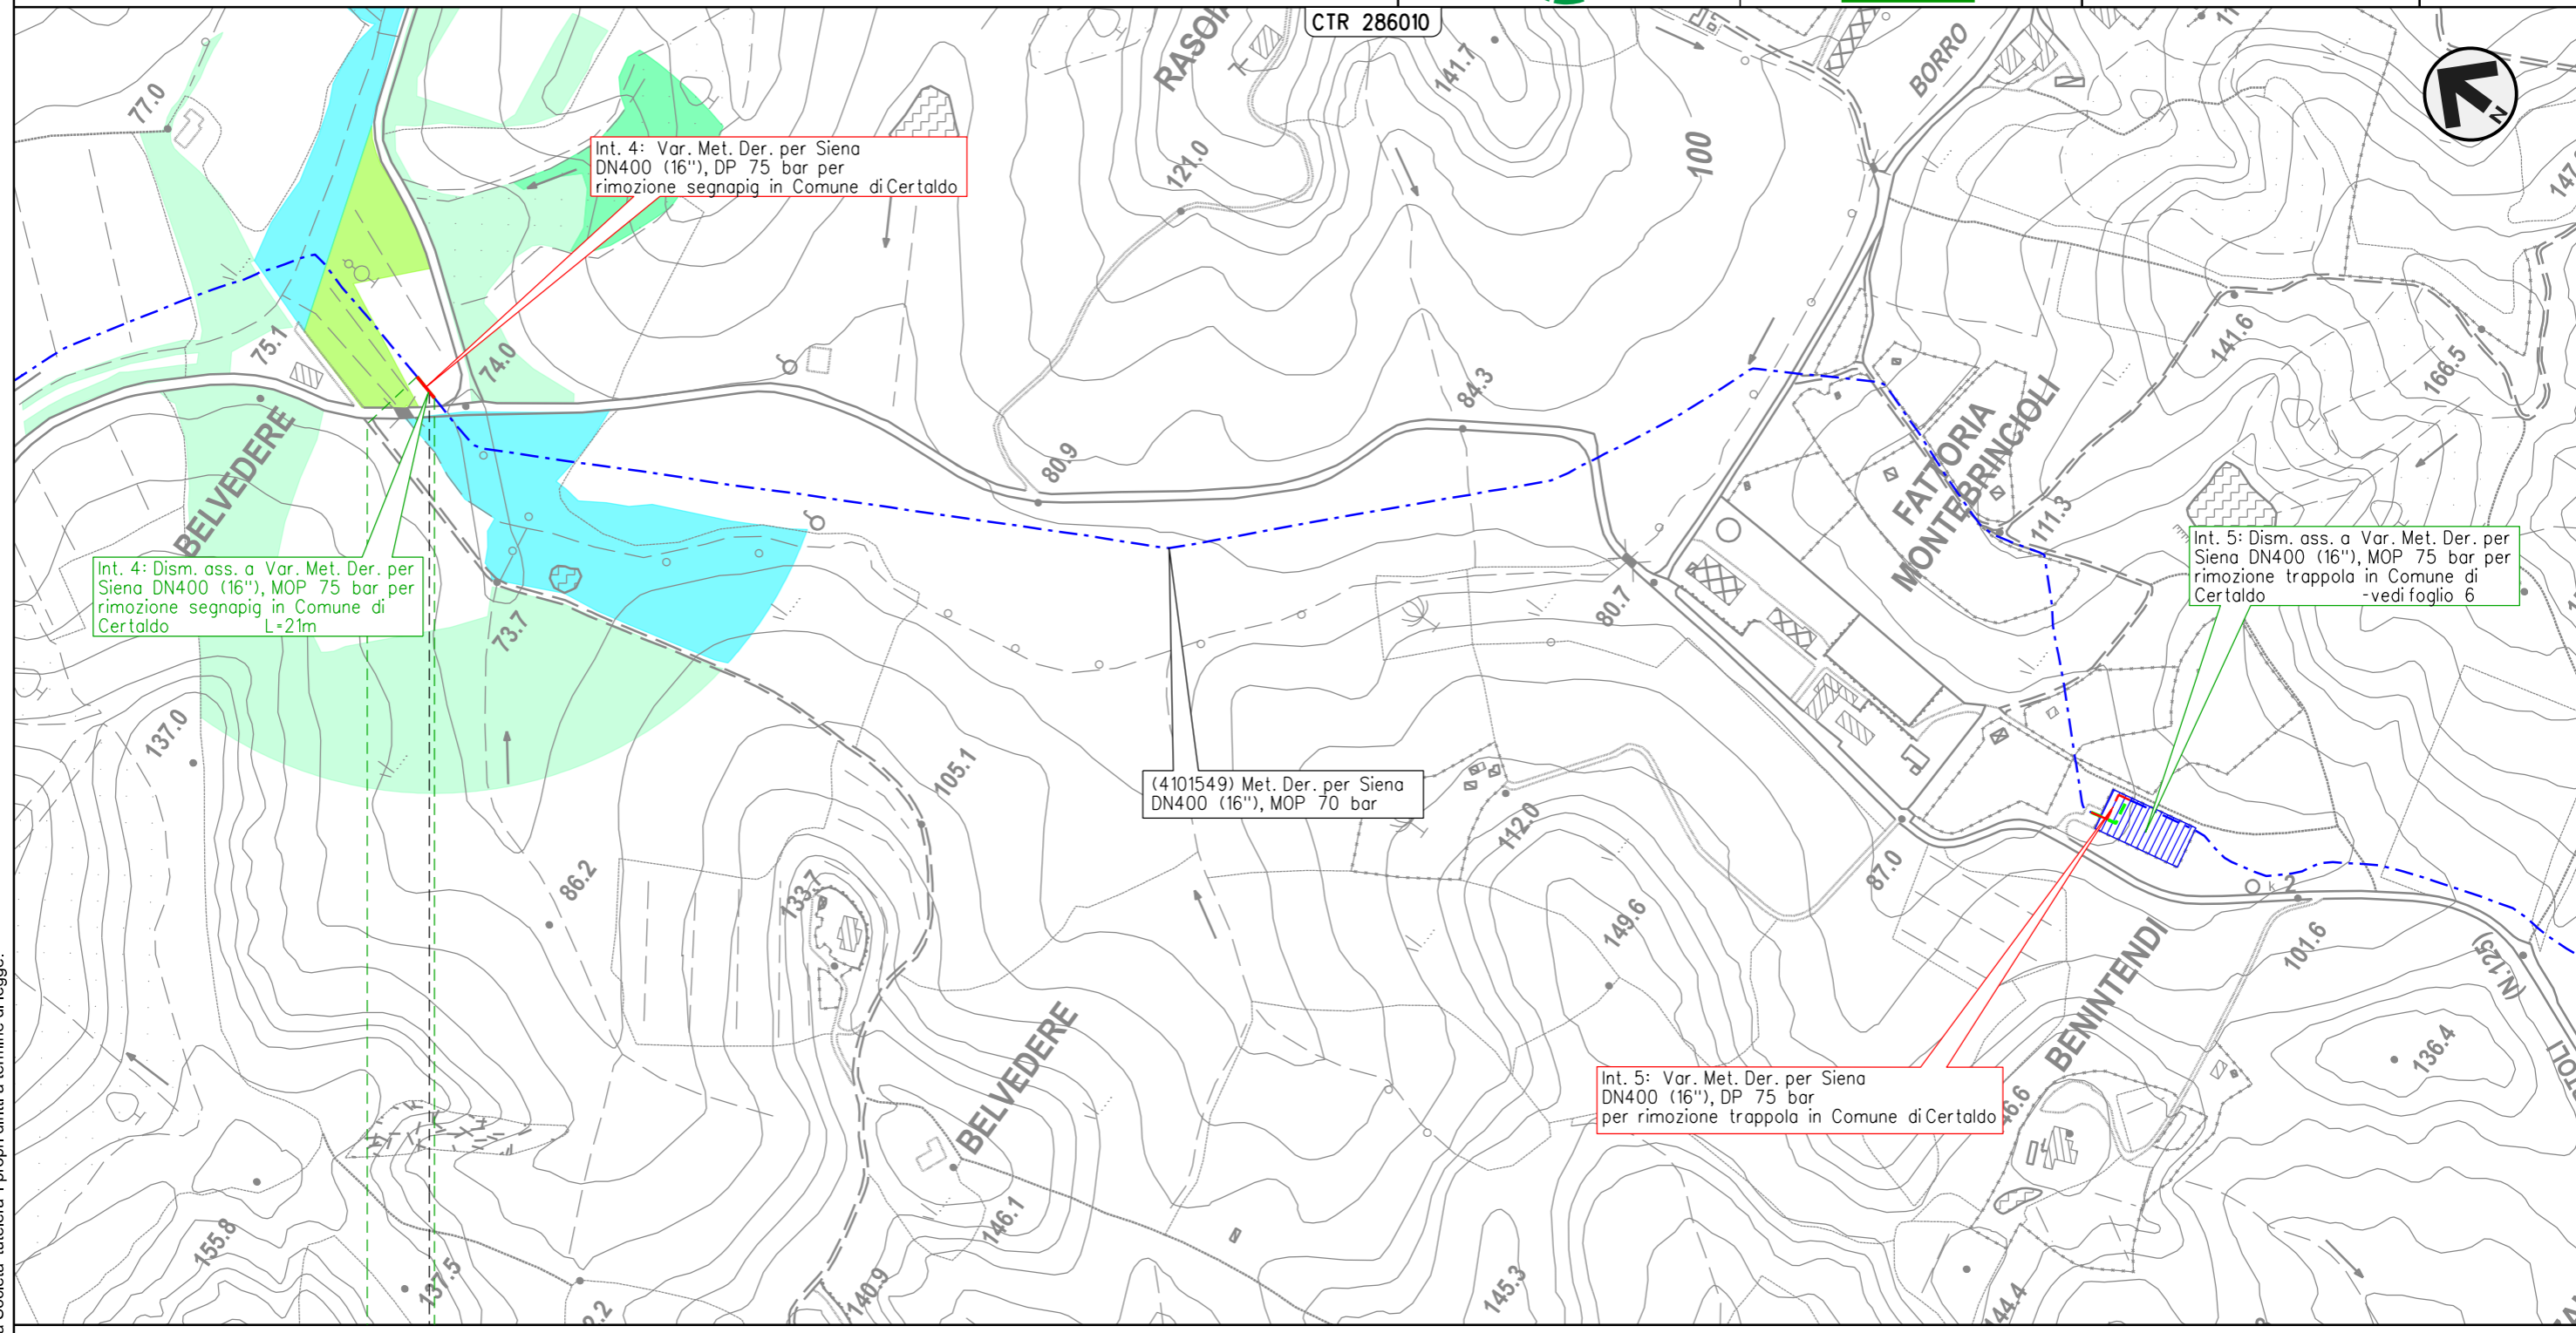 CTR 286010
77.0
141.7
BORRO
N
Int. 4: Var. Met. Der. per Siena
DN400 (16"), DP 75 bar per
rimozione segnapig in Comune di Certaldo
121.0
100
75.1
74.0
84.3
141.6
166.5
BELVEDERE
80.9
FATTORIA
MONTEBRINCIOLI
111.3
Int. 5: Dism. ass. a Var. Met. Der. per
Siena DN400 (16"), MOP 75 bar per
rimozione trappola in Comune di
Certaldo -vedi foglio 6
Int. 4: Dism. ass. a Var. Met. Der. per
Siena DN400 (16"), MOP 75 bar per
rimozione segnapig in Comune di
Certaldo L=21m
73.7
80.7
137.0
105.1
(4101549) Met. Der. per Siena
DN400 (16"), MOP 70 bar
112.0
86.2
133.7
87.0
k 2
149.6
101.6
(N.125)
BENINTENDI
BELVEDERE
136.4
Int. 5: Var. Met. Der. per Siena
DN400 (16"), DP 75 bar
per rimozione trappola in Comune di Certaldo
155.8
146.1
137.5
140.9
145.3
144.4